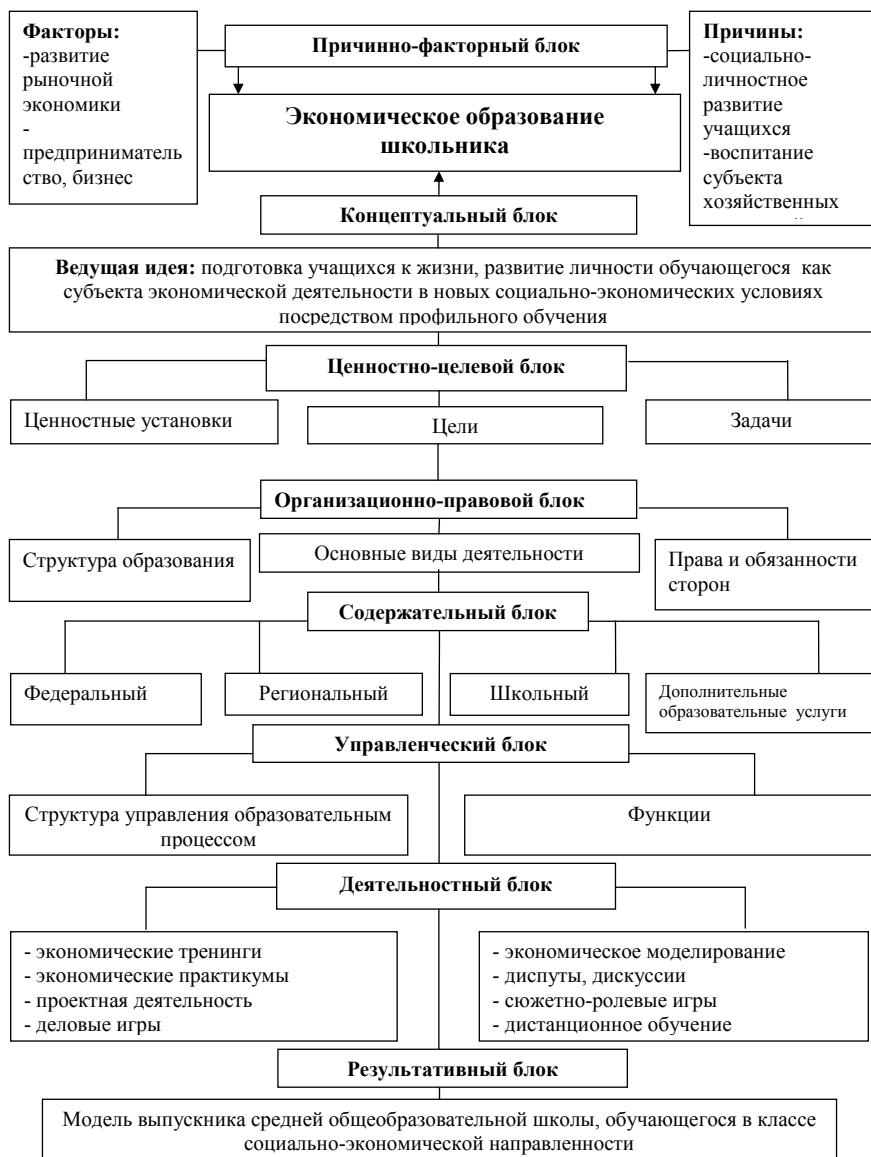 Факторы:
-развитие
рыночной
экономики
-
предприниматель
ство, бизнес
Причинно-факторный блок
Причины:
-социально-
личностное
развитие
учащихся
-воспитание
субъекта
хозяйственных
Экономическое образование
школьника
Концептуальный блок
Ведущая идея: подготовка учащихся к жизни, развитие личности обучающегося как
субъекта экономической деятельности в новых социально-экономических условиях
посредством профильного обучения
Ценностно-целевой блок
Ценностные установки
Цели
Задачи
Организационно-правовой блок
Структура образования
Основные виды деятельности
Права и обязанности
сторон
Содержательный блок
Федеральный
Региональный
Школьный
Дополнительные
образовательные услуги
Управленческий блок
Структура управления образовательным
процессом
Функции
Деятельностный блок
- экономические тренинги
- экономические практикумы
- проектная деятельность
- деловые игры
- экономическое моделирование
- диспуты, дискуссии
- сюжетно-ролевые игры
- дистанционное обучение
Результативный блок
Модель выпускника средней общеобразовательной школы, обучающегося в классе
социально-экономической направленности